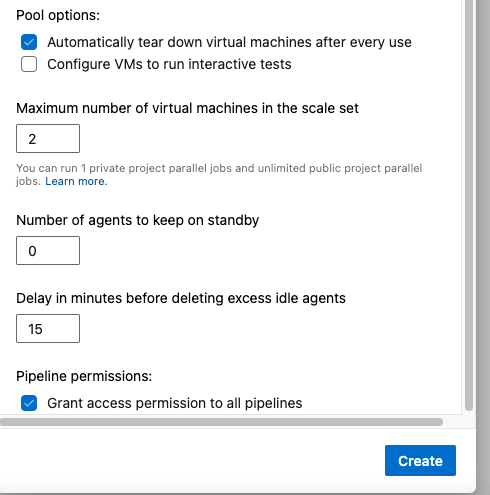 Pool options:
Automatically tear down virtual machines after every use
Configure VMs to run interactive tests
Maximum number of virtual machines in the scale set
2
You can run 1 private project parallel jobs and unlimited public project parallel
jobs. Learn more.
Number of agents to keep on standby
0
Delay in minutes before deleting excess idle agents
15
Pipeline permissions:
Grant access permission to all pipelines
Create